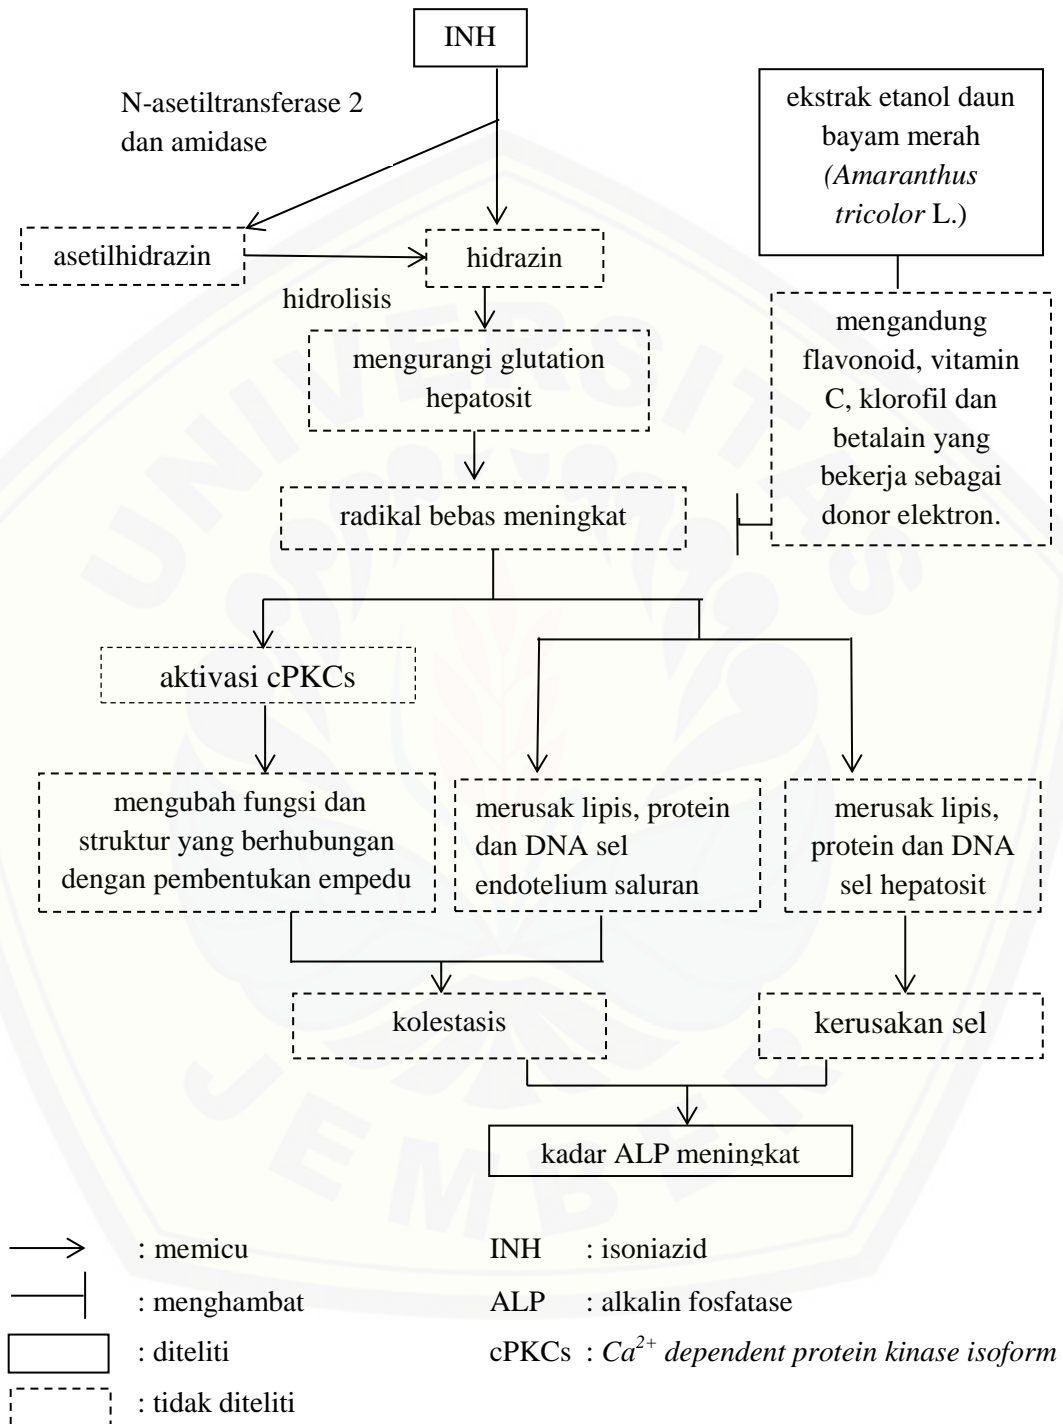 INH
N-asetiltransferase 2
dan amidase
ekstrak etanol daun
bayam merah
(Amaranthus
tricolor L.)
asetilhidrazin
hidrazin
hidrolisis
mengurangi glutation
hepatosit
mengandung
flavonoid, vitamin
C, klorofil dan
betalain yang
bekerja sebagai
donor elektron.
radikal bebas meningkat
aktivasi cPKCs
mengubah fungsi dan
struktur yang berhubungan
dengan pembentukan empedu
merusak lipis, protein
dan DNA sel
endotelium saluran
merusak lipis,
protein dan DNA
sel hepatosit
kolestasis
kerusakan sel
kadar ALP meningkat
: memicu
: menghambat
: diteliti
: tidak diteliti
INH : isoniazid
ALP : alkalin fosfatase
cPKCs : Ca²⁺ dependent protein kinase isoform
UNIVERSITAS
JEMBER